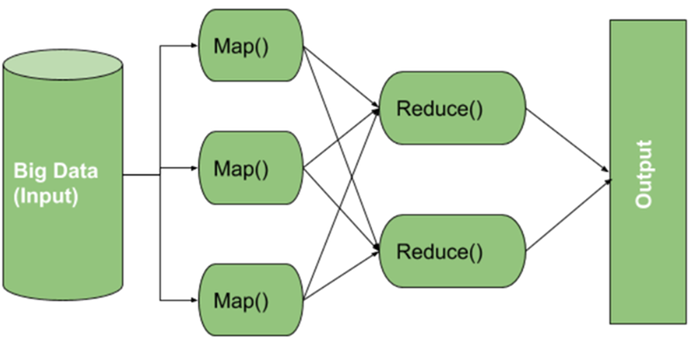 Big Data
(Input)
Map()
Map()
Map()
Reduce()
Reduce()
Output